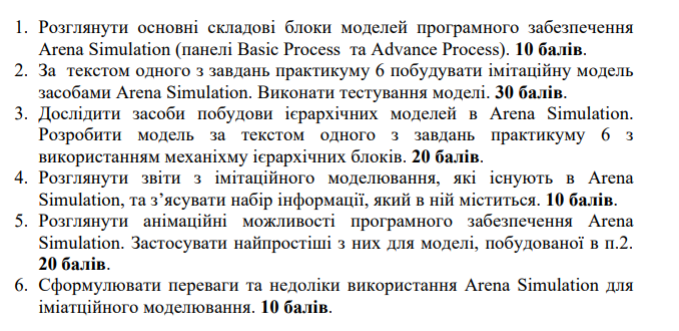 1. Розглянути основні складові блоки моделей програмного забезпечення
Arena Simulation (панелі Basic Process та Advance Process). 10 балів.
2. За текстом одного з завдань практикуму 6 побудувати імітаційну модель
засобами Arena Simulation. Виконати тестування моделі. 30 балів.
3. Дослідити засоби побудови ієрархічних моделей в Arena Simulation.
Розробити модель за текстом одного з завдань практикуму 6 з
використанням механіхму ієрархічних блоків. 20 балів.
4. Розглянути звіти з імітаційного моделювання, які існують в Arena
Simulation, та з’ясувати набір інформації, який в ній міститься. 10 балів.
5. Розглянути анімаційні можливості програмного забезпечення Arena
Simulation. Застосувати найпростіші з них для моделі, побудованої в п.2.
20 балів.
6. Сформулювати переваги та недоліки використання Arena Simulation для
іміатційного моделювання. 10 балів.